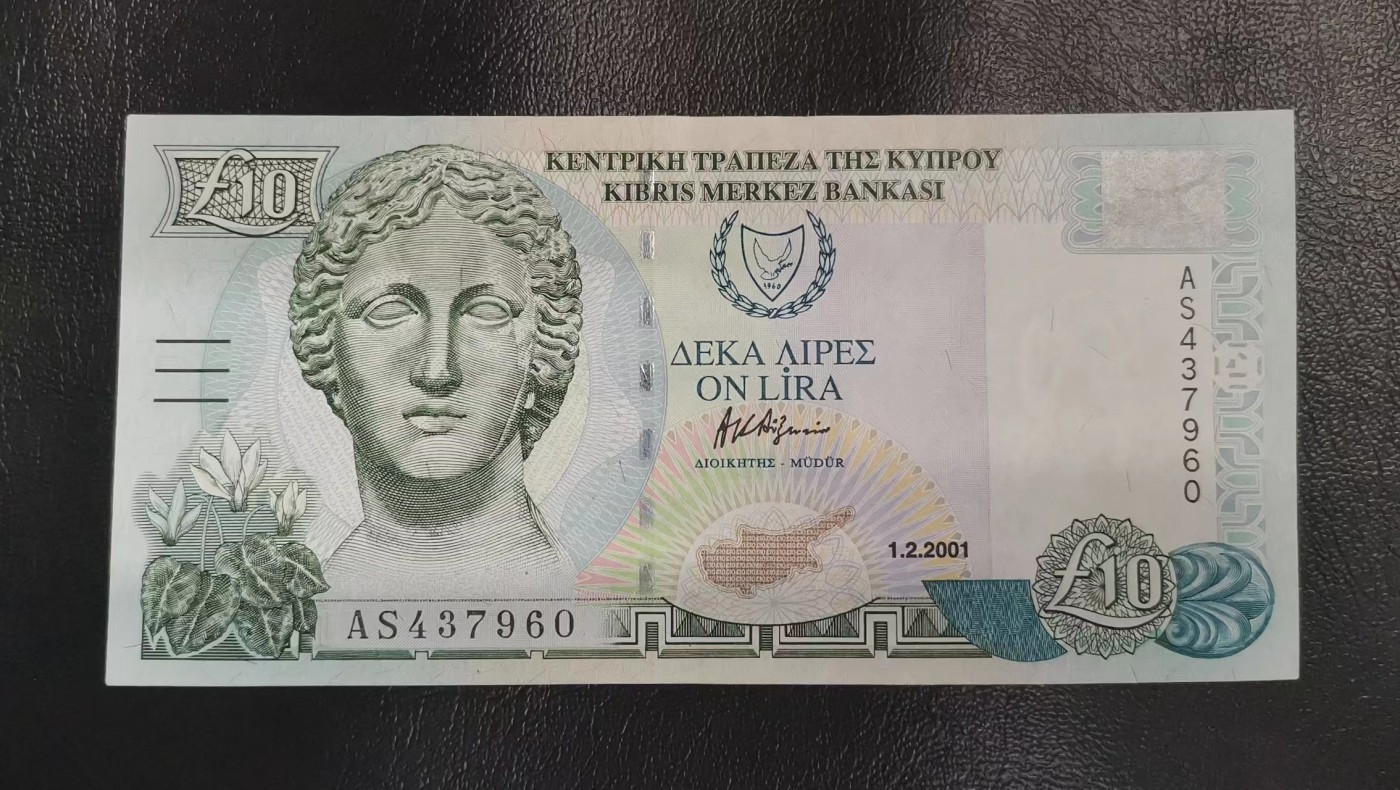 £10
ΚΕΝΤΡΙΚΗ ΤΡΑΠΕΖΑ ΤΗΣ ΚΥΠΡΟΥ
KIBRIS MERKEZ BANKASI
1960
ΔΕΚΑ ΛΙΡΕΣ
ON LİRA
ΔΙΟΙΚΗΤΗΣ - MÜDÜR
1.2.2001
AS437960
AS437960
£10